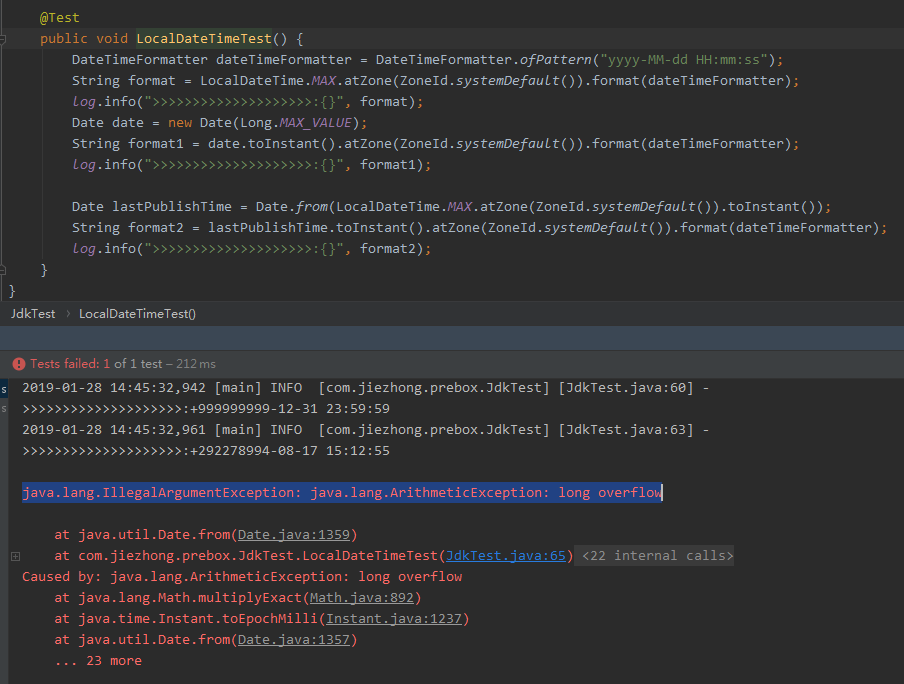 @Test
public void LocalDateTimeTest() {
DateTimeFormatter dateTimeFormatter = DateTimeFormatter.ofPattern("yyyy-MM-dd HH:mm:ss");
String format = LocalDateTime.MAX.atZone(ZoneId.systemDefault()).format(dateTimeFormatter);
log.info(">>>>>>>>>>>>>>>>>>>>:{}", format);
Date date = new Date(Long.MAX_VALUE);
String format1 = date.toInstant().atZone(ZoneId.systemDefault()).format(dateTimeFormatter);
log.info(">>>>>>>>>>>>>>>>>>>>:{}", format1);
Date lastPublishTime = Date.from(LocalDateTime.MAX.atZone(ZoneId.systemDefault()).toInstant());
String format2 = lastPublishTime.toInstant().atZone(ZoneId.systemDefault()).format(dateTimeFormatter);
log.info(">>>>>>>>>>>>>>>>>>>>:{}", format2);
}
}
JdkTest › LocalDateTimeTest()
Tests failed: 1 of 1 test – 212 ms
s 2019-01-28 14:45:32,942 [main] INFO  [com.jiezhong.prebox.JdkTest] [JdkTest.java:60] -
s >>>>>>>>>>>>>>>>>>>>:+999999999-12-31 23:59:59
2019-01-28 14:45:32,961 [main] INFO  [com.jiezhong.prebox.JdkTest] [JdkTest.java:63] -
>>>>>>>>>>>>>>>>>>>>:+292278994-08-17 15:12:55
java.lang.IllegalArgumentException: java.lang.ArithmeticException: long overflow
at java.util.Date.from(Date.java:1359)
at com.jiezhong.prebox.JdkTest.LocalDateTimeTest(JdkTest.java:65) <22 internal calls>
Caused by: java.lang.ArithmeticException: long overflow
at java.lang.Math.multiplyExact(Math.java:892)
at java.time.Instant.toEpochMilli(Instant.java:1237)
at java.util.Date.from(Date.java:1357)
... 23 more